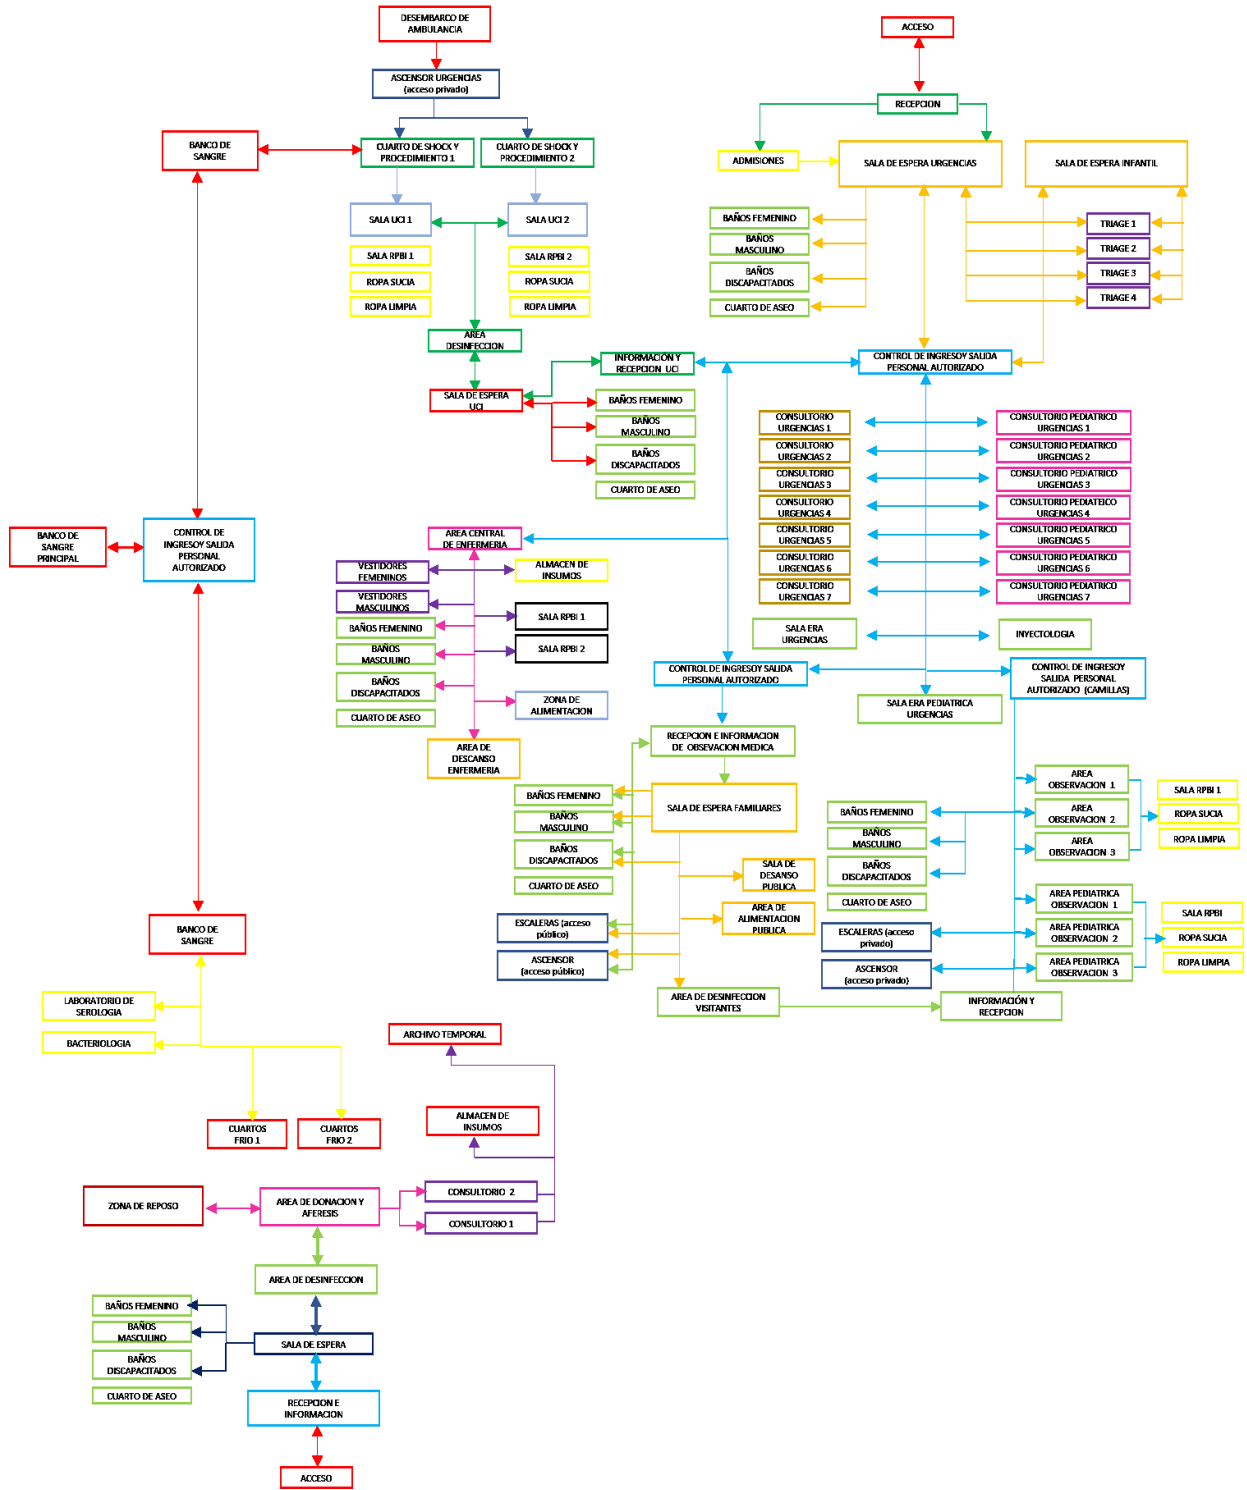 DESEMBARCO DE
AMBULANCIA
ACCESO
ASCENSOR URGENCIAS
(acceso privado)
RECEPCION
BANCO DE
SANGRE
CUARTO DE SHOCK Y
PROCEDIMIENTO 1
CUARTO DE SHOCK Y
PROCEDIMIENTO 2
ADMISIONES
SALA DE ESPERA URGENCIAS
SALA DE ESPERA INFANTIL
SALA UCI 1
SALA UCI 2
BAÑOS FEMENINO
BAÑOS
MASCULINO
BAÑOS
DISCAPACITADOS
CUARTO DE ASEO
TRIAGE 1
TRIAGE 2
TRIAGE 3
TRIAGE 4
SALA RPBI 1
ROPA SUCIA
ROPA LIMPIA
SALA RPBI 2
ROPA SUCIA
ROPA LIMPIA
AREA
DESINFECCION
INFORMACIÓN Y
RECEPCION UCI
CONTROL DE INGRESOY SALIDA
PERSONAL AUTORIZADO
SALA DE ESPERA
UCI
BAÑOS FEMENINO
BAÑOS
MASCULINO
BAÑOS
DISCAPACITADOS
CUARTO DE ASEO
CONSULTORIO
URGENCIAS 1
CONSULTORIO
URGENCIAS 2
CONSULTORIO
URGENCIAS 3
CONSULTORIO
URGENCIAS 4
CONSULTORIO
URGENCIAS 5
CONSULTORIO
URGENCIAS 6
CONSULTORIO
URGENCIAS 7
CONSULTORIO PEDIATRICO
URGENCIAS 1
CONSULTORIO PEDIATRICO
URGENCIAS 2
CONSULTORIO PEDIATRICO
URGENCIAS 3
CONSULTORIO PEDIATEICO
URGENCIAS 4
CONSULTORIO PEDIATRICO
URGENCIAS 5
CONSULTORIO PEDIATRICO
URGENCIAS 6
CONSULTORIO PEDIATRICO
URGENCIAS 7
SALA ERA
URGENCIAS
INYECTOLOGIA
BANCO DE
SANGRE
PRINCIPAL
CONTROL DE
INGRESOY SALIDA
PERSONAL
AUTORIZADO
AREA CENTRAL
DE ENFERMERIA
VESTIDORES
FEMENINOS
ALMACEN DE
INSUMOS
VESTIDORES
MASCULINOS
SALA RPBI 1
BAÑOS FEMENINO
BAÑOS
MASCULINO
SALA RPBI 2
BAÑOS
DISCAPACITADOS
ZONA DE
ALIMENTACION
CUARTO DE ASEO
AREA DE
DESCANSO
ENFERMERIA
CONTROL DE INGRESOY SALIDA
PERSONAL AUTORIZADO
CONTROL DE INGRESOY
SALIDA PERSONAL
AUTORIZADO (CAMILLAS)
SALA ERA PEDIATRICA
URGENCIAS
RECEPCION E INFORMACION
DE OBSEVACION MEDICA
SALA DE ESPERA FAMILIARES
BAÑOS FEMENINO
BAÑOS
MASCULINO
BAÑOS
DISCAPACITADOS
CUARTO DE ASEO
SALA DE
DESANSO
PUBLICA
AREA DE
ALIMENTACION
PUBLICA
ESCALERAS (acceso
público)
ASCENSOR
(acceso público)
AREA DE DESINFECCION
VISITANTES
BAÑOS FEMENINO
BAÑOS
MASCULINO
BAÑOS
DISCAPACITADOS
CUARTO DE ASEO
ESCALERAS (acceso
privado)
ASCENSOR
(acceso privado)
AREA
OBSERVACION 1
AREA
OBSERVACION 2
AREA
OBSERVACION 3
SALA RPBI 1
ROPA SUCIA
ROPA LIMPIA
AREA PEDIATRICA
OBSERVACION 1
AREA PEDIATICA
OBSERVACION 2
AREA PEDIATICA
OBSERVACION 3
SALA RPBI
ROPA SUCIA
ROPA LIMPIA
INFORMACIÓN Y
RECEPCION
BANCO DE
SANGRE
LABORATORIO DE
SEROLOGIA
BACTERIOLOGIA
CUARTOS
FRIO 1
CUARTOS
FRIO 2
ARCHIVO TEMPORAL
ALMACEN DE
INSUMOS
ZONA DE REPOSO
AREA DE DONACION Y
AFERESIS
CONSULTORIO 2
CONSULTORIO 1
AREA DE DESINFECCION
BAÑOS FEMENINO
BAÑOS
MASCULINO
BAÑOS
DISCAPACITADOS
CUARTO DE ASEO
SALA DE ESPERA
RECEPCION E
INFORMACION
ACCESO